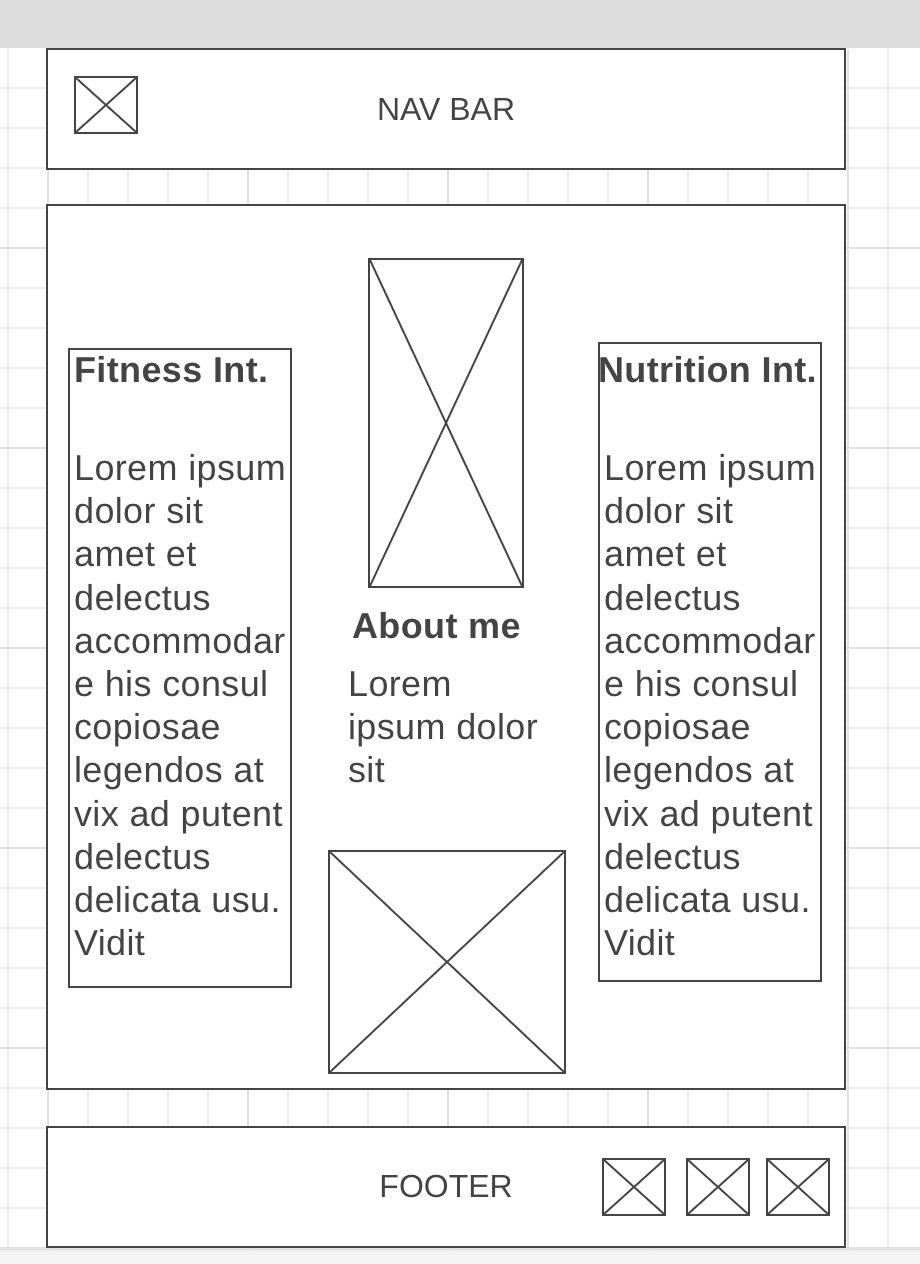 NAV BAR
Fitness Int.
Lorem ipsum
dolor sit
amet et
delectus
accommodar
e his consul
copiosae
legendos at
vix ad putent
delectus
delicata usu.
Vidit
About me
Lorem
ipsum dolor
sit
Nutrition Int.
Lorem ipsum
dolor sit
amet et
delectus
accommodar
e his consul
copiosae
legendos at
vix ad putent
delectus
delicata usu.
Vidit
FOOTER